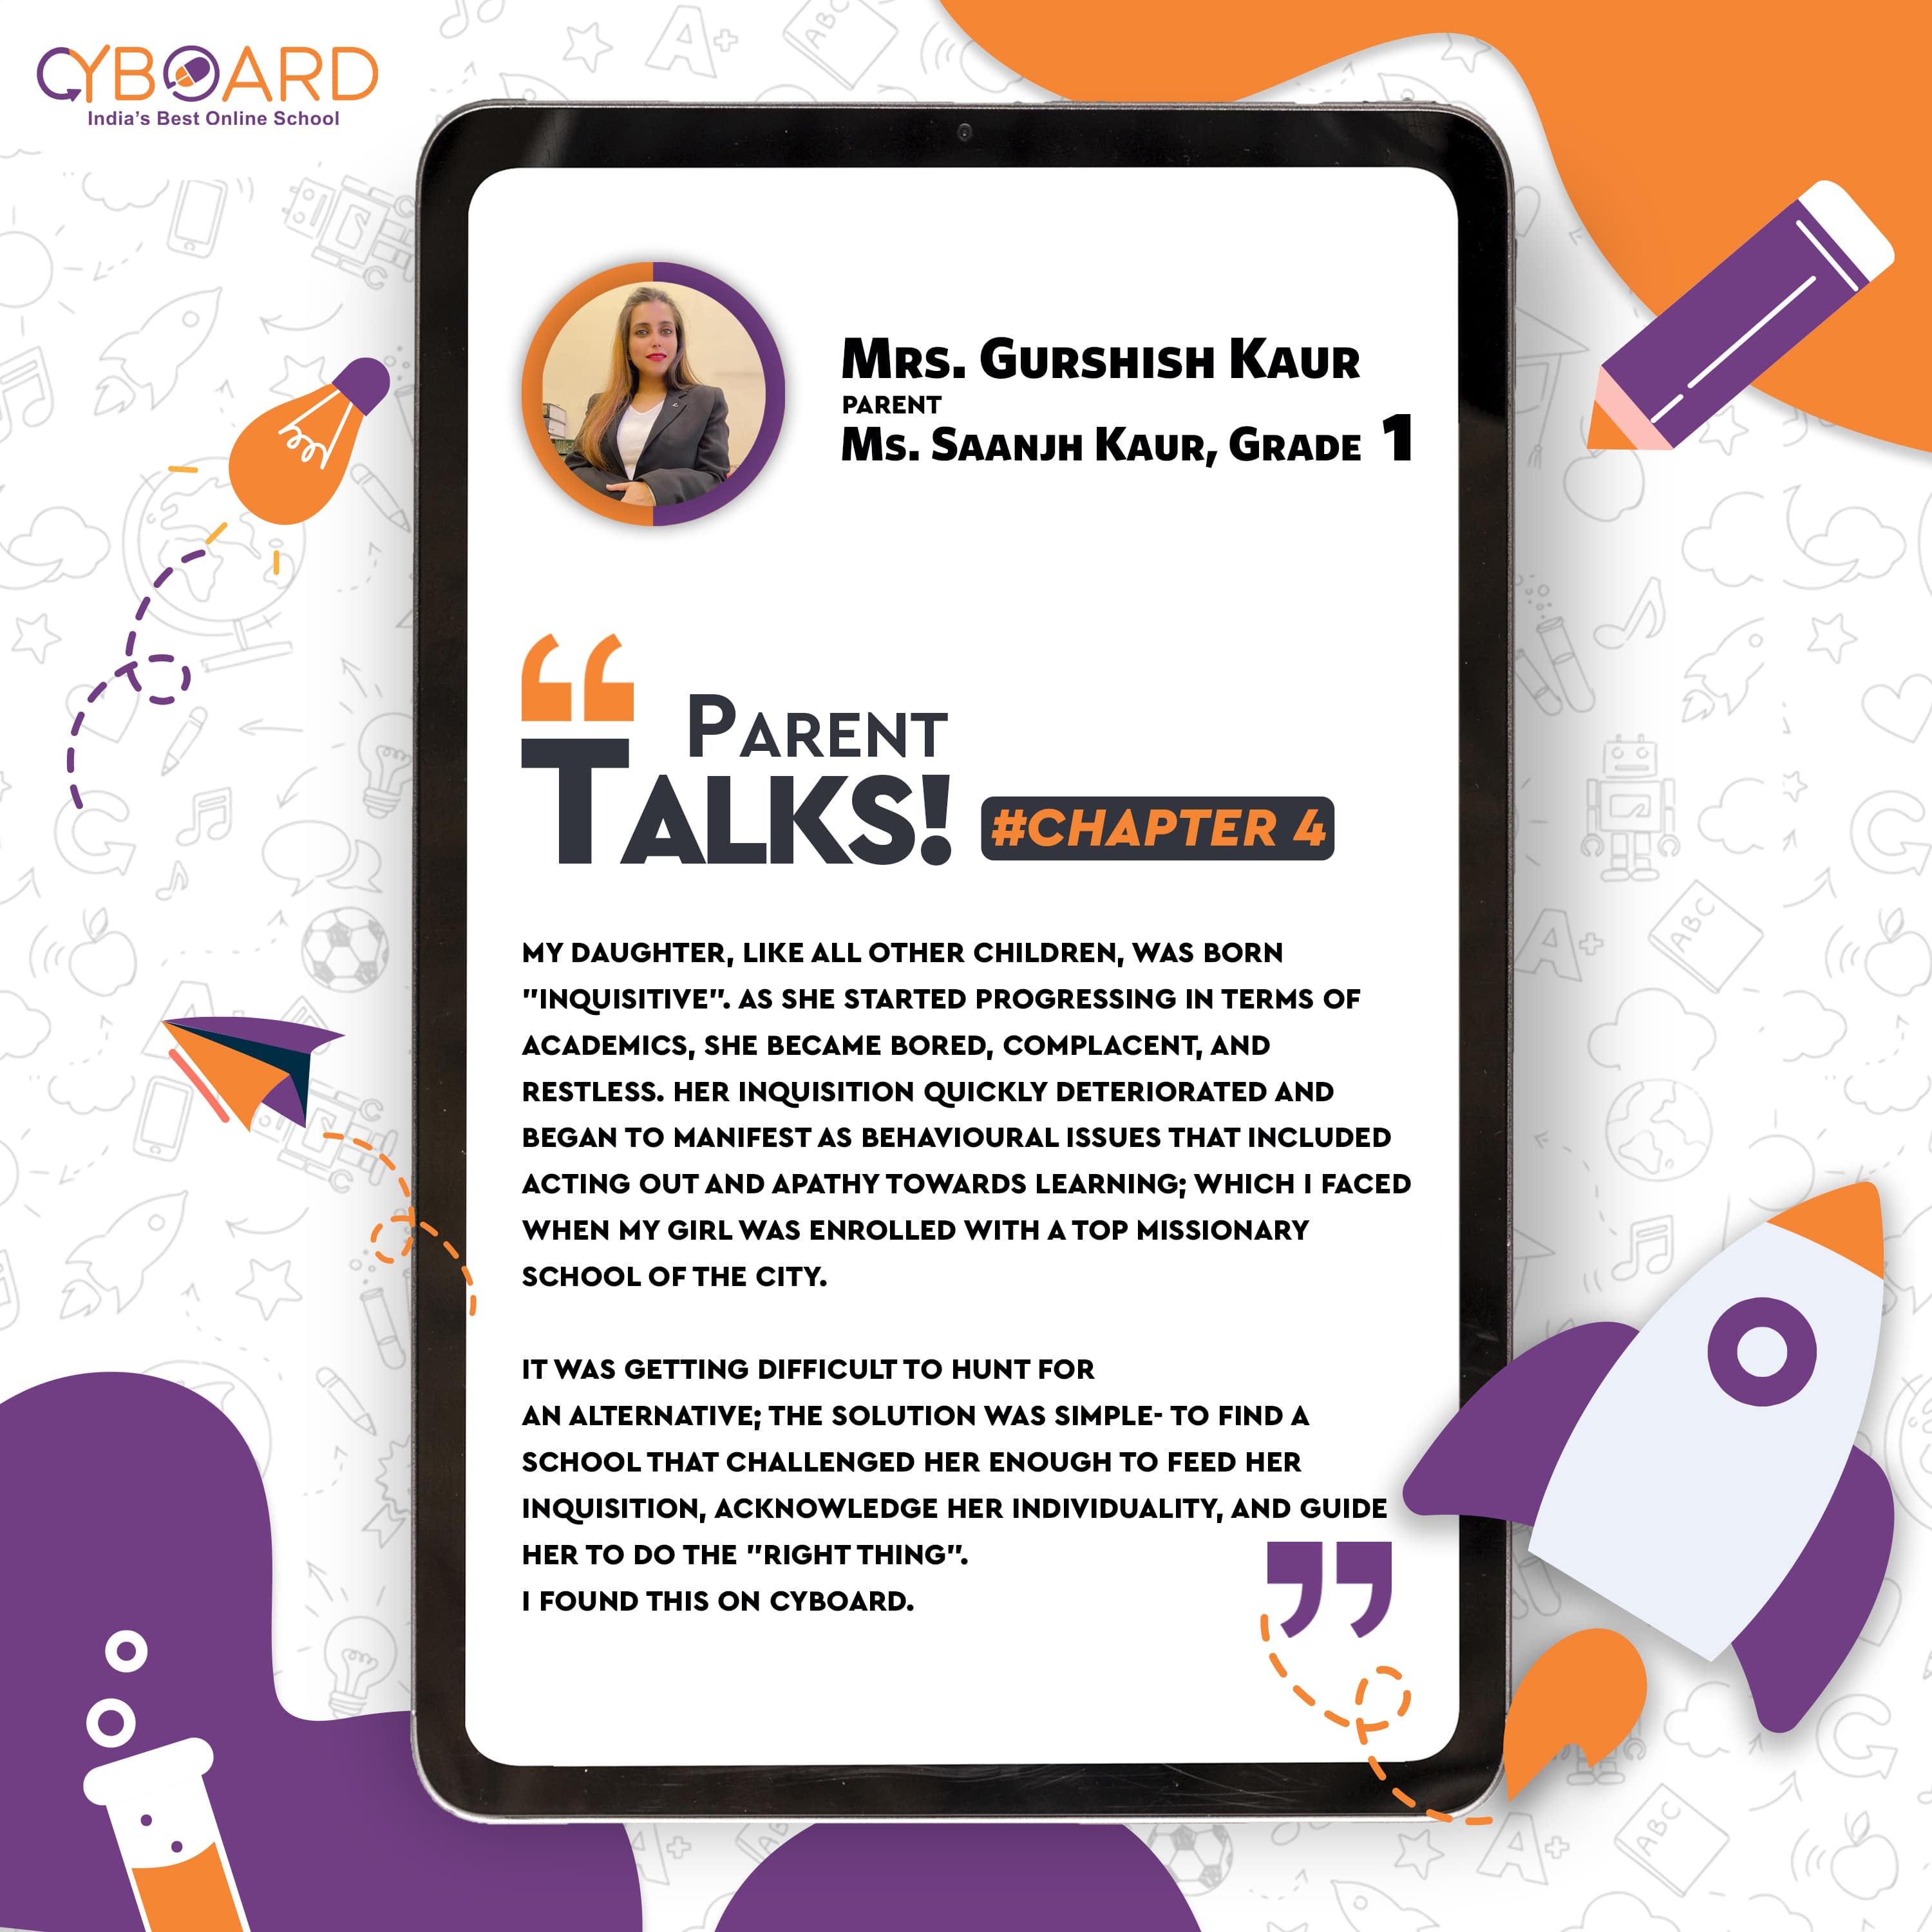 CYBOARD
India's Best Online School
MRS. GURSHISH KAUR
PARENT
MS. SAANJH KAUR, GRADE 1
“
PARENT
TALKS!
#CHAPTER 4
MY DAUGHTER, LIKE ALL OTHER CHILDREN, WAS BORN
"INQUISITIVE". AS SHE STARTED PROGRESSING IN TERMS OF
ACADEMICS, SHE BECAME BORED, COMPLACENT, AND
RESTLESS. HER INQUISITION QUICKLY DETERIORATED AND
BEGAN TO MANIFEST AS BEHAVIOURAL ISSUES THAT INCLUDED
ACTING OUT AND APATHY TOWARDS LEARNING; WHICH I FACED
WHEN MY GIRL WAS ENROLLED WITH A TOP MISSIONARY
SCHOOL OF THE CITY.
IT WAS GETTING DIFFICULT TO HUNT FOR
AN ALTERNATIVE; THE SOLUTION WAS SIMPLE- TO FIND A
SCHOOL THAT CHALLENGED HER ENOUGH TO FEED HER
INQUISITION, ACKNOWLEDGE HER INDIVIDUALITY, AND GUIDE
HER TO DO THE "RIGHT THING".
I FOUND THIS ON CYBOARD.
”
A+
ABC
A+
ABC
A+
ABC
A+
ABC